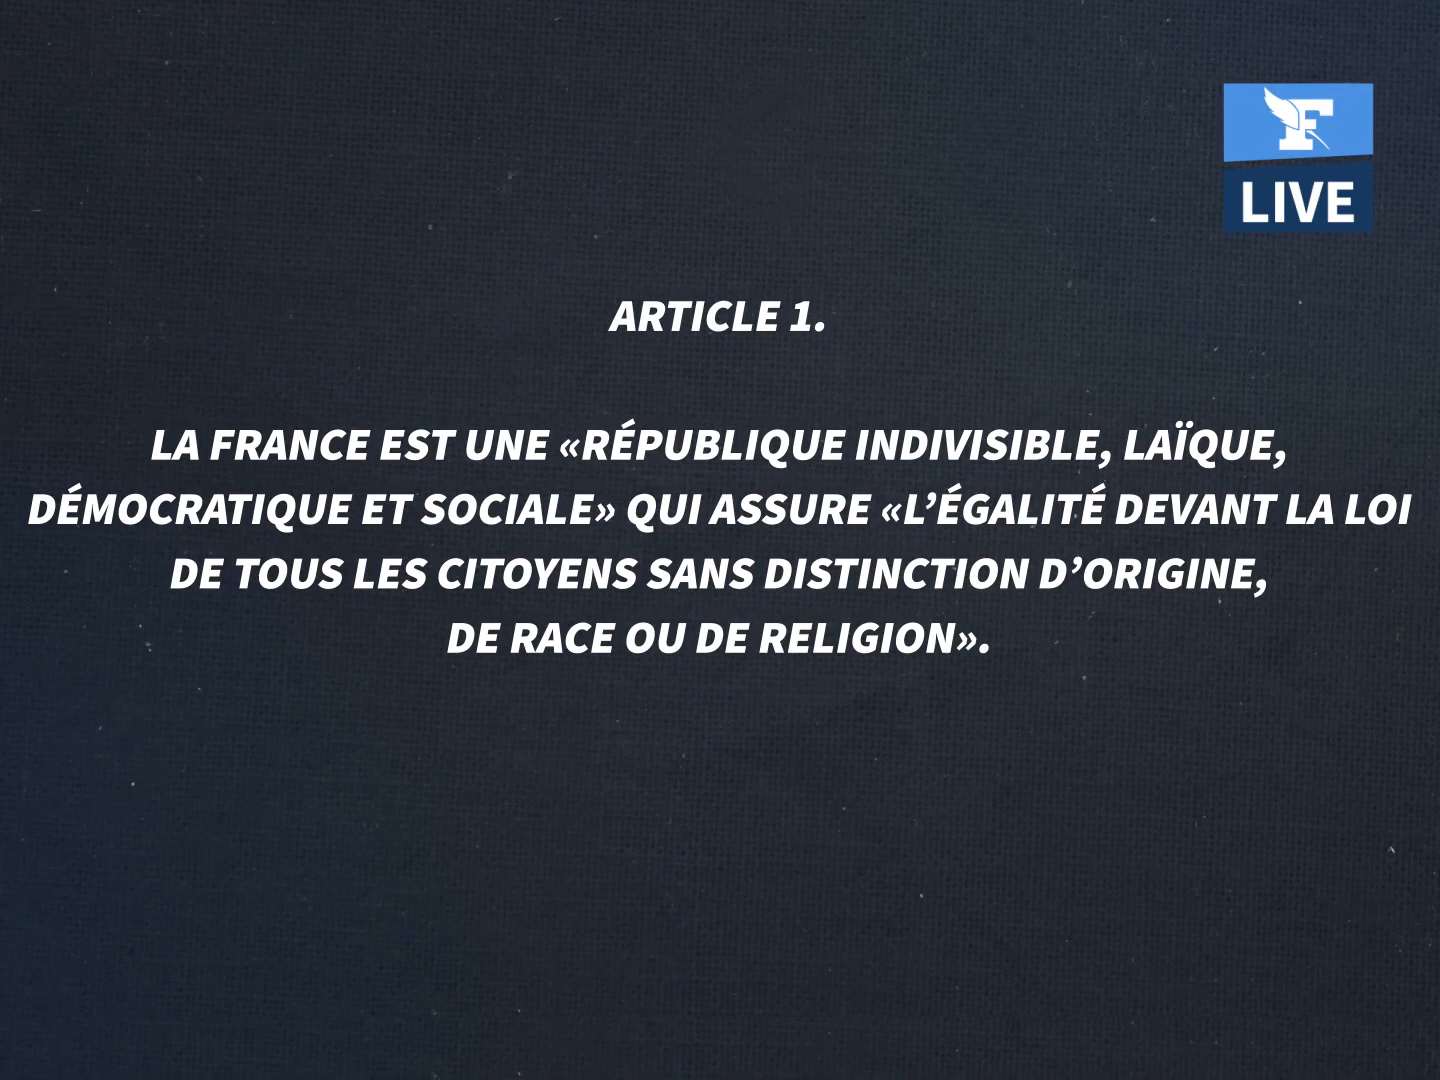 F
LIVE
ARTICLE 1.
LA FRANCE EST UNE «RÉPUBLIQUE INDIVISIBLE, LAÏQUE,
DÉMOCRATIQUE ET SOCIALE» QUI ASSURE «L’ÉGALITÉ DEVANT LA LOI
DE TOUS LES CITOYENS SANS DISTINCTION D’ORIGINE,
DE RACE OU DE RELIGION».